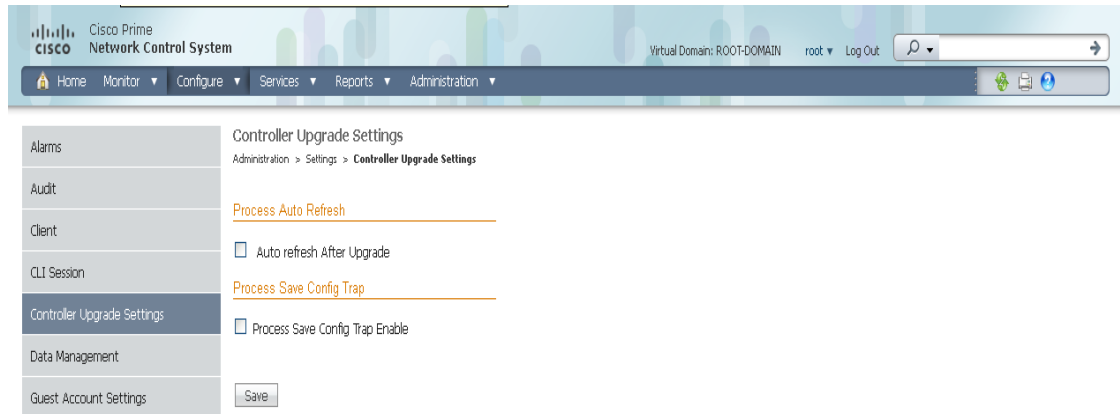 Cisco Prime
CISCO Network Control System
Virtual Domain: ROOT-DOMAIN root ▼ Log Out
Home Monitor ▼ Configure ▼ Services ▼ Reports ▼ Administration ▼
Alarms
Audit
Client
CLI Session
Controller Upgrade Settings
Data Management
Guest Account Settings
Controller Upgrade Settings
Administration > Settings > Controller Upgrade Settings
Process Auto Refresh
Auto refresh After Upgrade
Process Save Config Trap
Process Save Config Trap Enable
Save